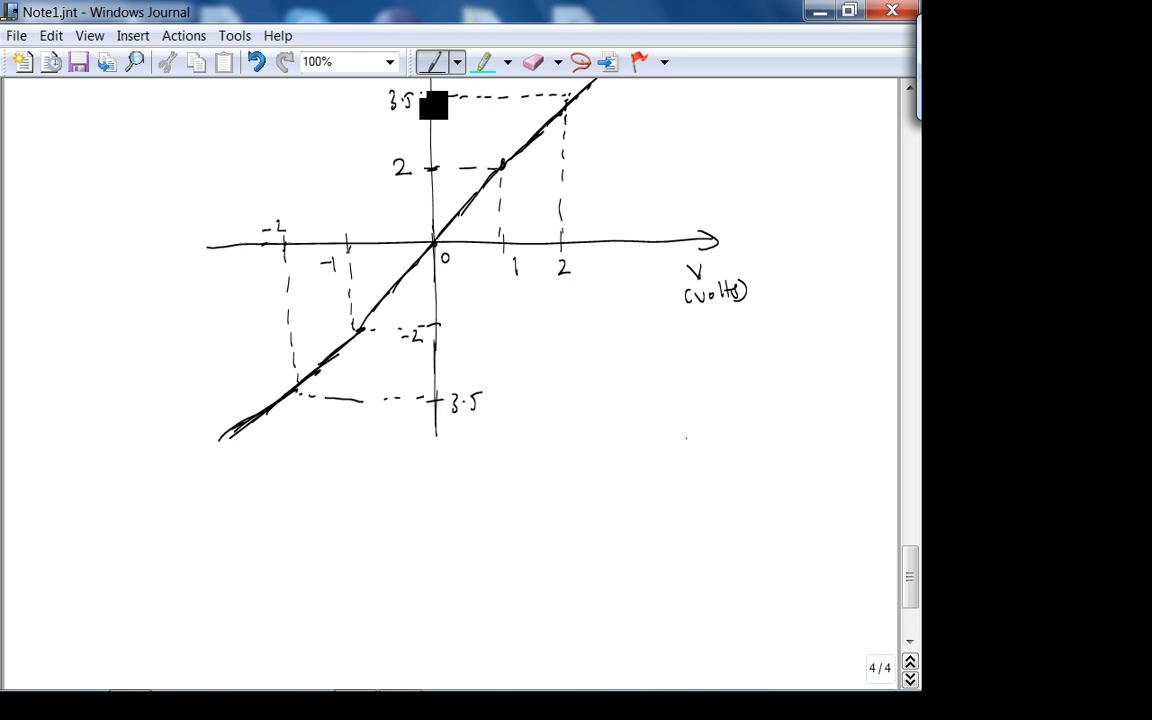 Note1.jnt - Windows Journal
File Edit View Insert Actions Tools Help
100%
3.5
2
-2
-1
0
1
2
V
(volts)
-2
3.5
4 / 4